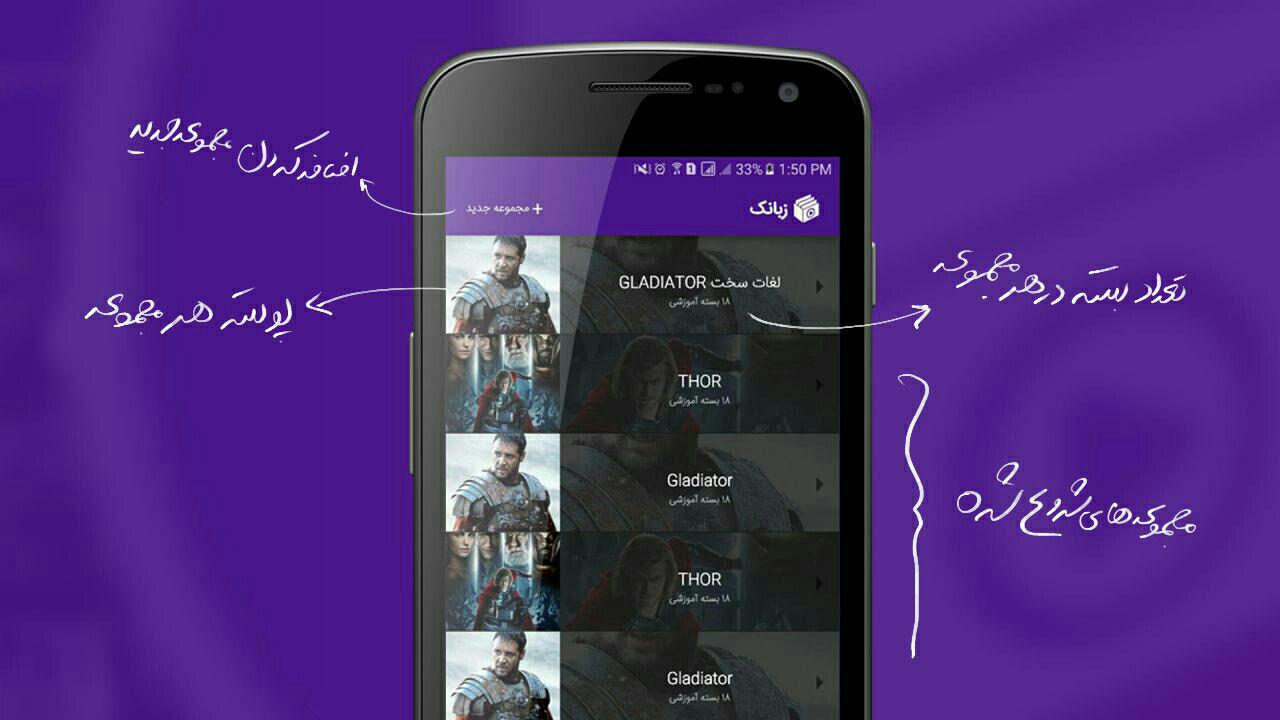 33% 1:50 PM
زبانک
+ مجموعه جدید
اضافه کردن مجموعه جدید
لغات سخت GLADIATOR
۱۸ بسته آموزشی
تعداد بسته در هر مجموعه
پوستر هر مجموعه
THOR
۱۸ بسته آموزشی
Gladiator
۱۸ بسته آموزشی
مجموعه های شروع شده
THOR
۱۸ بسته آموزشی
Gladiator
۱۸ بسته آموزشی